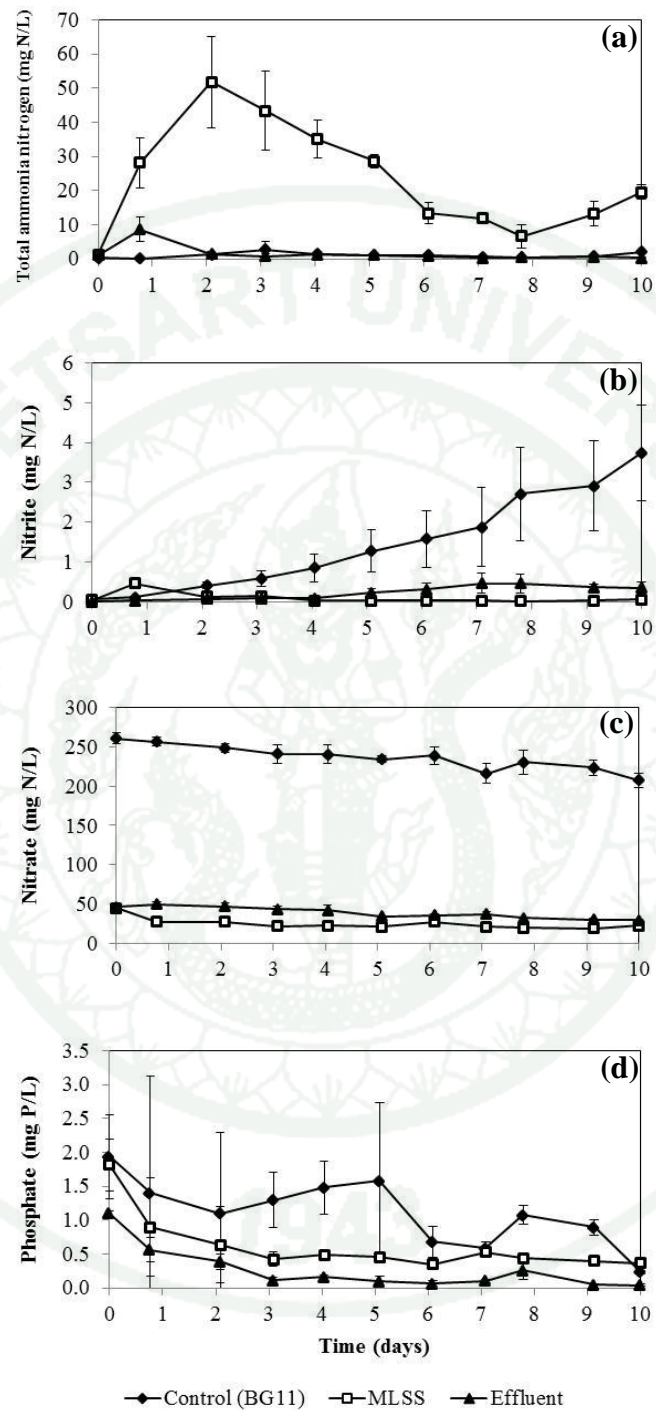 (a)
Total ammonia nitrogen (mg N/L)
70
60
50
40
30
20
10
0
0 1 2 3 4 5 6 7 8 9 10
(b)
Nitrite (mg N/L)
6
5
4
3
2
1
0
0 1 2 3 4 5 6 7 8 9 10
(c)
Nitrate (mg N/L)
300
250
200
150
100
50
0
0 1 2 3 4 5 6 7 8 9 10
(d)
Phosphate (mg P/L)
3.5
3.0
2.5
2.0
1.5
1.0
0.5
0.0
0 1 2 3 4 5 6 7 8 9 10
Time (days)
Control (BG11) MLSS Effluent
ETSART UNIVER
1943